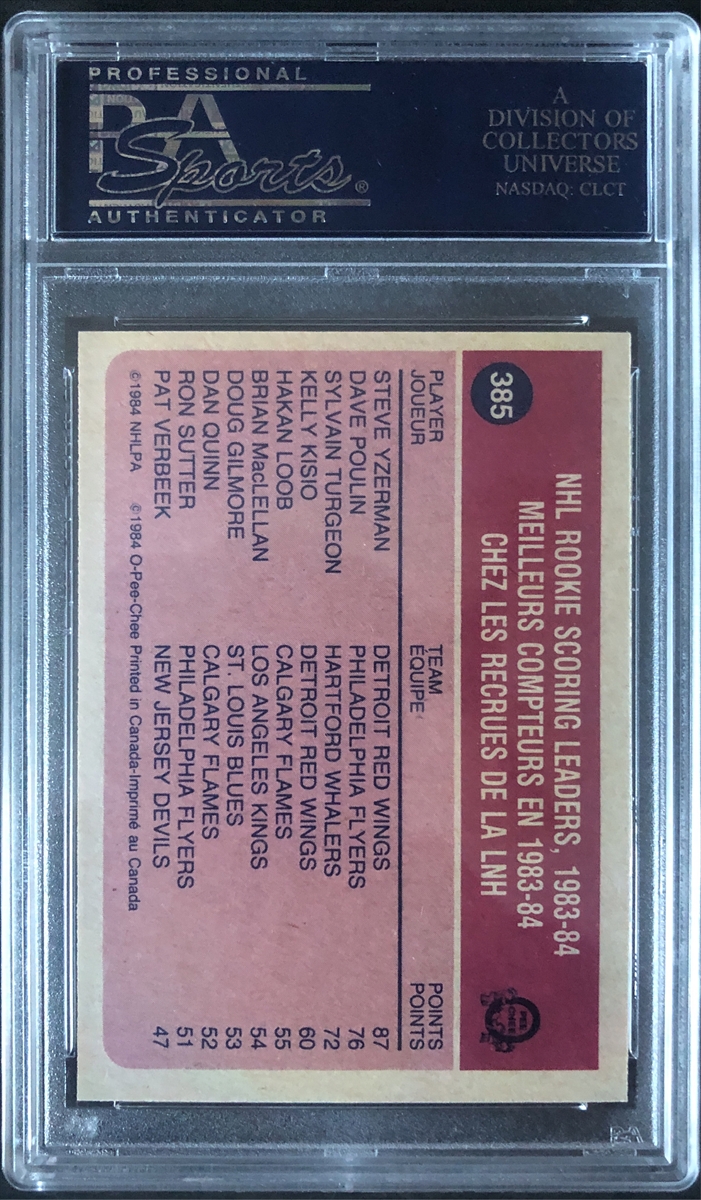 PROFESSIONAL
PSA
Sports®
AUTHENTICATOR
A
DIVISION OF
COLLECTORS
UNIVERSE
NASDAQ: CLCT
385
NHL ROOKIE SCORING LEADERS, 1983-84
MEILLEURS COMPTEURS EN 1983-84
CHEZ LES RECRUES DE LA LNH
O PEE CHEE
PLAYER TEAM POINTS
JOUEUR ÉQUIPE POINTS
STEVE YZERMAN DETROIT RED WINGS 87
DAVE POULIN PHILADELPHIA FLYERS 76
SYLVAIN TURGEON HARTFORD WHALERS 72
KELLY KISIO DETROIT RED WINGS 60
HAKAN LOOB CALGARY FLAMES 55
BRIAN MacLELLAN LOS ANGELES KINGS 54
DOUG GILMORE ST. LOUIS BLUES 53
DAN QUINN CALGARY FLAMES 52
RON SUTTER PHILADELPHIA FLYERS 51
PAT VERBEEK NEW JERSEY DEVILS 47
©1984 NHLPA ©1984 O-Pee-Chee Printed in Canada-Imprimé au Canada